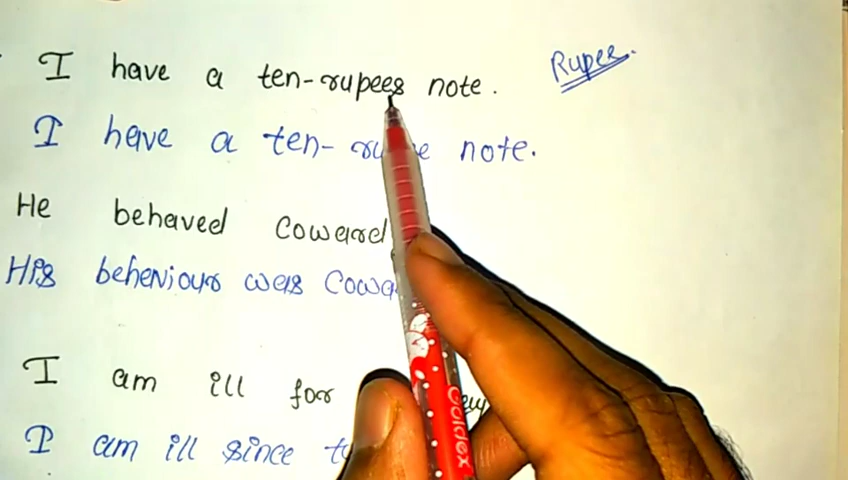 I have a ten-rupees note.
Rupee.
I have a ten- note.
He behaved coward
His behaviour was Cowa
I am ill for
I am ill since
Goldex